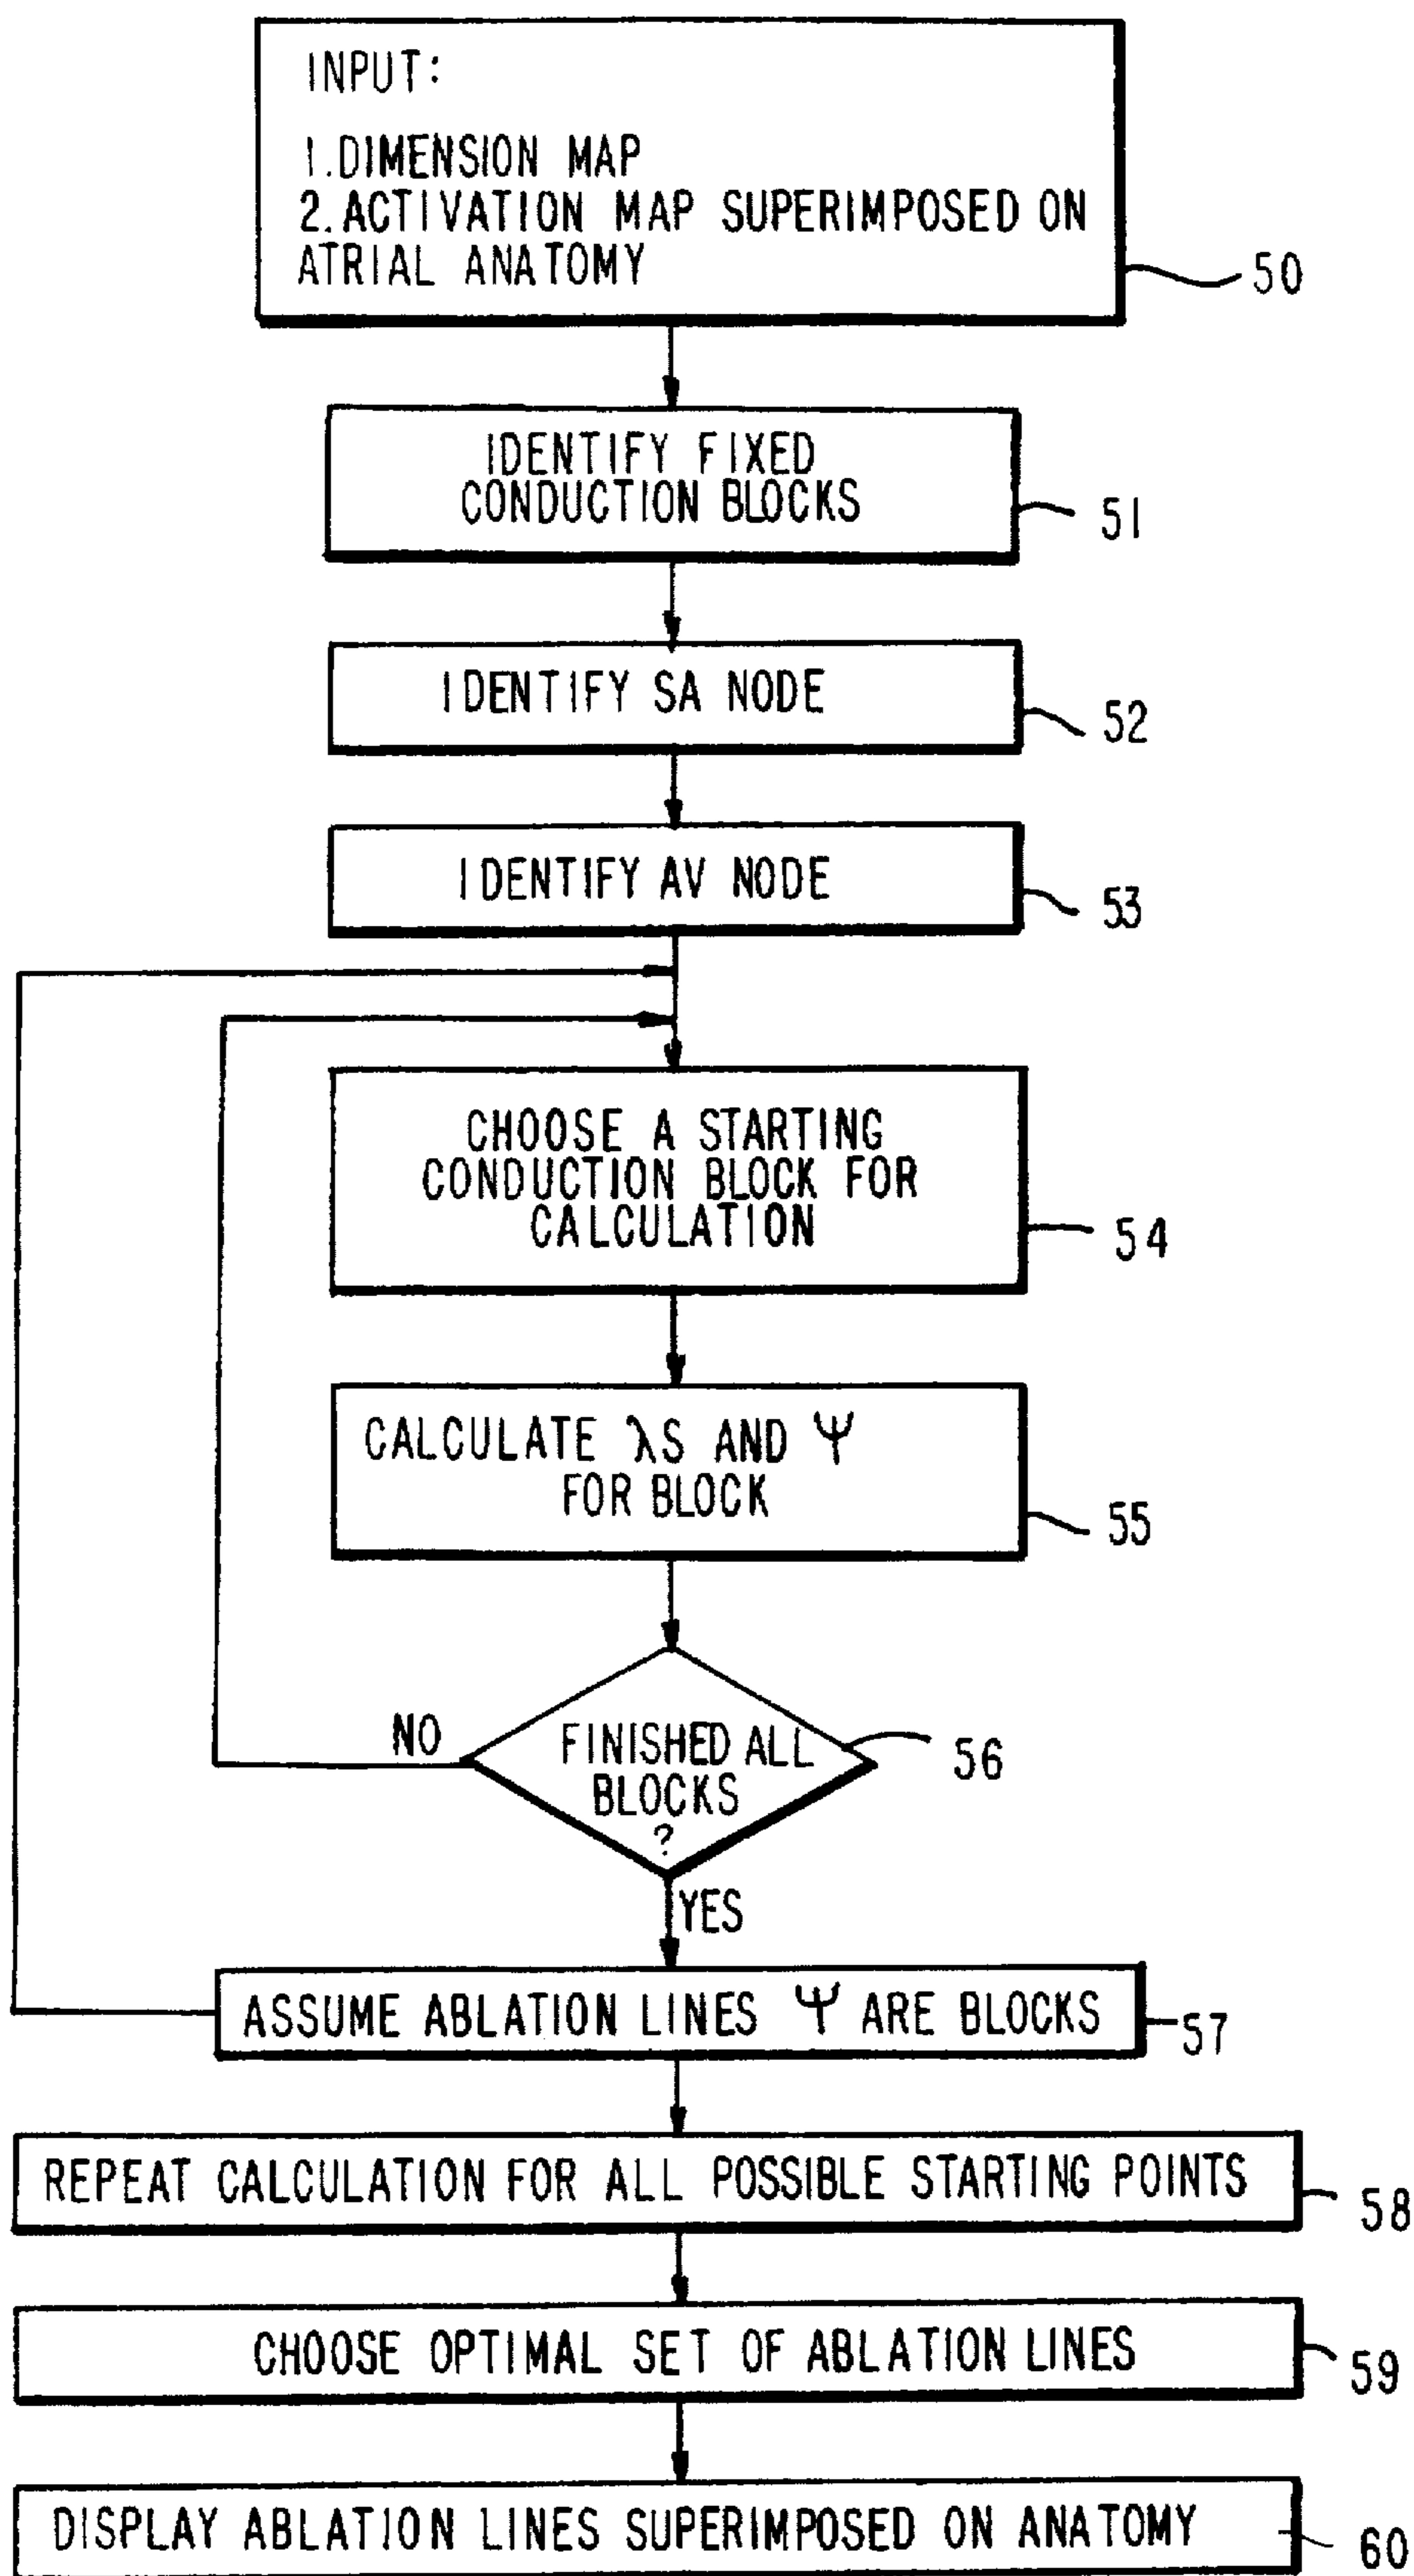 INPUT:
1. DIMENSION MAP
2. ACTIVATION MAP SUPERIMPOSED ON
ATRIAL ANATOMY
50
IDENTIFY FIXED
CONDUCTION BLOCKS
51
IDENTIFY SA NODE
52
IDENTIFY AV NODE
53
CHOOSE A STARTING
CONDUCTION BLOCK FOR
CALCULATION
54
CALCULATE λS AND Ψ
FOR BLOCK
55
NO
FINISHED ALL
BLOCKS
?
56
YES
ASSUME ABLATION LINES Ψ ARE BLOCKS
57
REPEAT CALCULATION FOR ALL POSSIBLE STARTING POINTS
58
CHOOSE OPTIMAL SET OF ABLATION LINES
59
DISPLAY ABLATION LINES SUPERIMPOSED ON ANATOMY
60